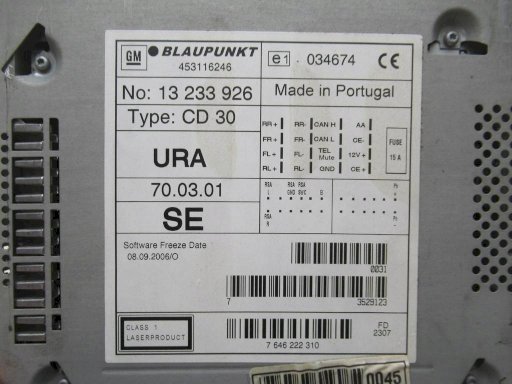 GM BLAUPUNKT
453116246
e1 . 034674 CE
No: 13 233 926
Made in Portugal
Type: CD 30
URA
70.03.01
SE
RR+ RR- CAN H AA
FR+ FR- CAN L CE-
FL+ FL- TEL Mute 12V+
RL+ RL- GND CE+
FUSE
15 A
Software Freeze Date
08.09.2006/O
0031
7 3529123
CLASS 1
LASERPRODUCT
7 646 222 310
FD
2307
0045